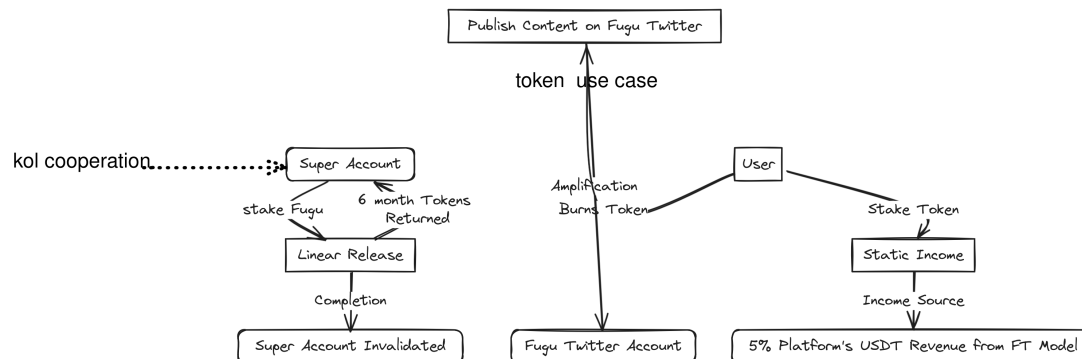 Publish Content on Fugu Twitter
token use case
kol cooperation
Super Account
User
Amplification
6 month Tokens
Returned
stake Fugu
Burns Token
Stake Token
Linear Release
Static Income
Completion
Income Source
Super Account Invalidated
Fugu Twitter Account
5% Platform's USDT Revenue from FT Model